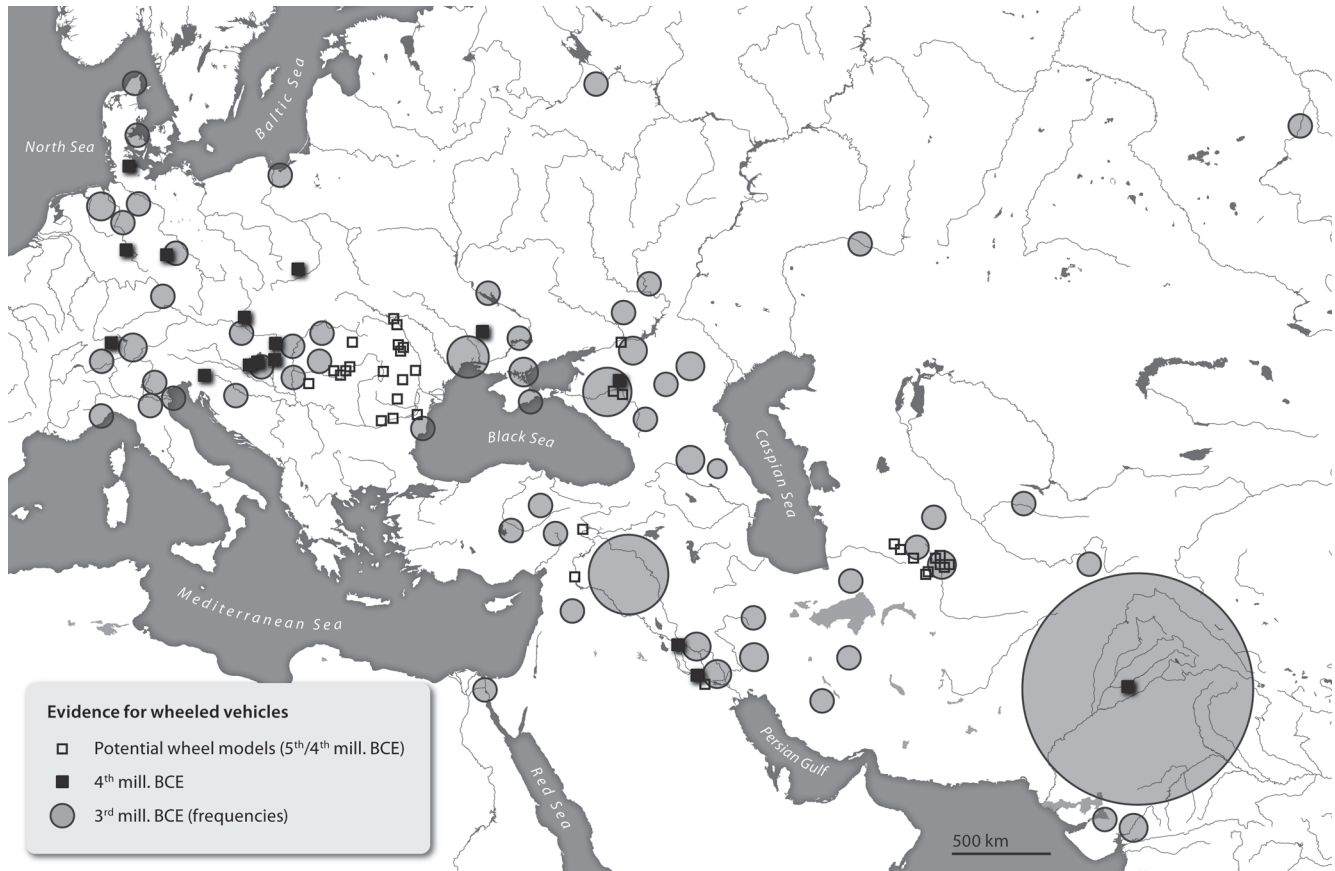 Baltic Sea
North Sea
Black Sea
Caspian Sea
Mediterranean Sea
Persian Gulf
Red Sea
500 km
Evidence for wheeled vehicles
Potential wheel models (5th/4th mill. BCE)
4th mill. BCE
3rd mill. BCE (frequencies)